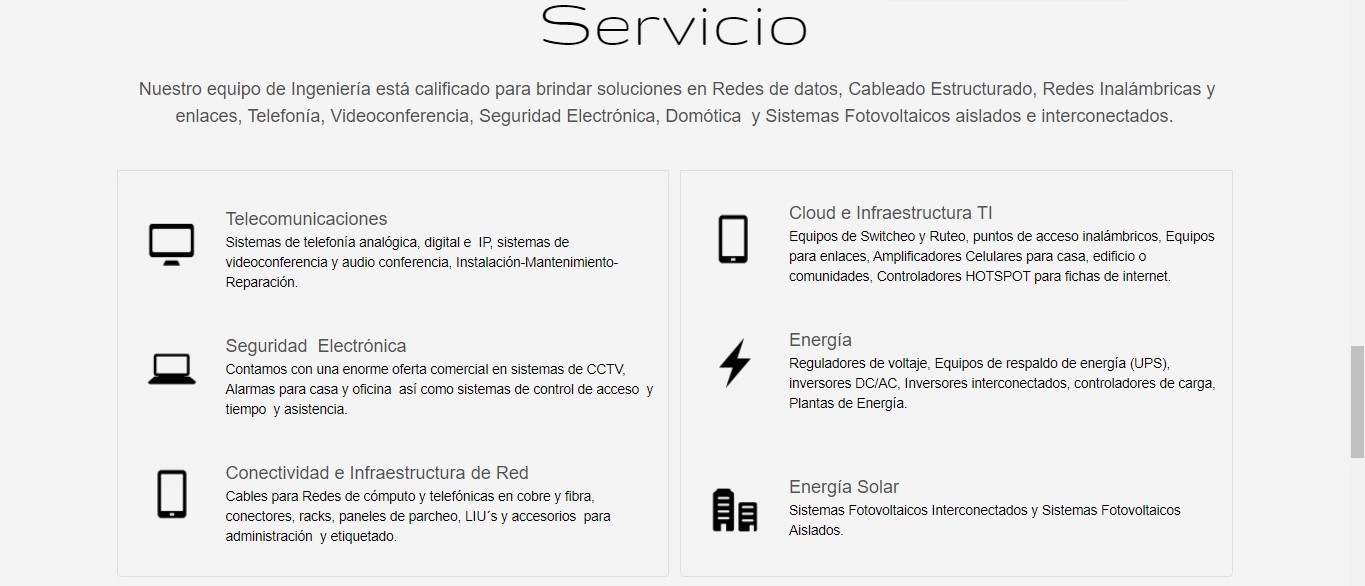 Servicio
Nuestro equipo de Ingeniería está calificado para brindar soluciones en Redes de datos, Cableado Estructurado, Redes Inalámbricas y
enlaces, Telefonía, Videoconferencia, Seguridad Electrónica, Domótica  y Sistemas Fotovoltaicos aislados e interconectados.
Telecomunicaciones
Sistemas de telefonía analógica, digital e  IP, sistemas de
videoconferencia y audio conferencia, Instalación-Mantenimiento-
Reparación.
Seguridad  Electrónica
Contamos con una enorme oferta comercial en sistemas de CCTV,
Alarmas para casa y oficina  así como sistemas de control de acceso  y
tiempo  y asistencia.
Conectividad e Infraestructura de Red
Cables para Redes de cómputo y telefónicas en cobre y fibra,
conectores, racks, paneles de parcheo, LIU´s y accesorios  para
administración  y etiquetado.
Cloud e Infraestructura TI
Equipos de Switcheo y Ruteo, puntos de acceso inalámbricos, Equipos
para enlaces, Amplificadores Celulares para casa, edificio o
comunidades, Controladores HOTSPOT para fichas de internet.
Energía
Reguladores de voltaje, Equipos de respaldo de energía (UPS),
inversores DC/AC, Inversores interconectados, controladores de carga,
Plantas de Energía.
Energía Solar
Sistemas Fotovoltaicos Interconectados y Sistemas Fotovoltaicos
Aislados.